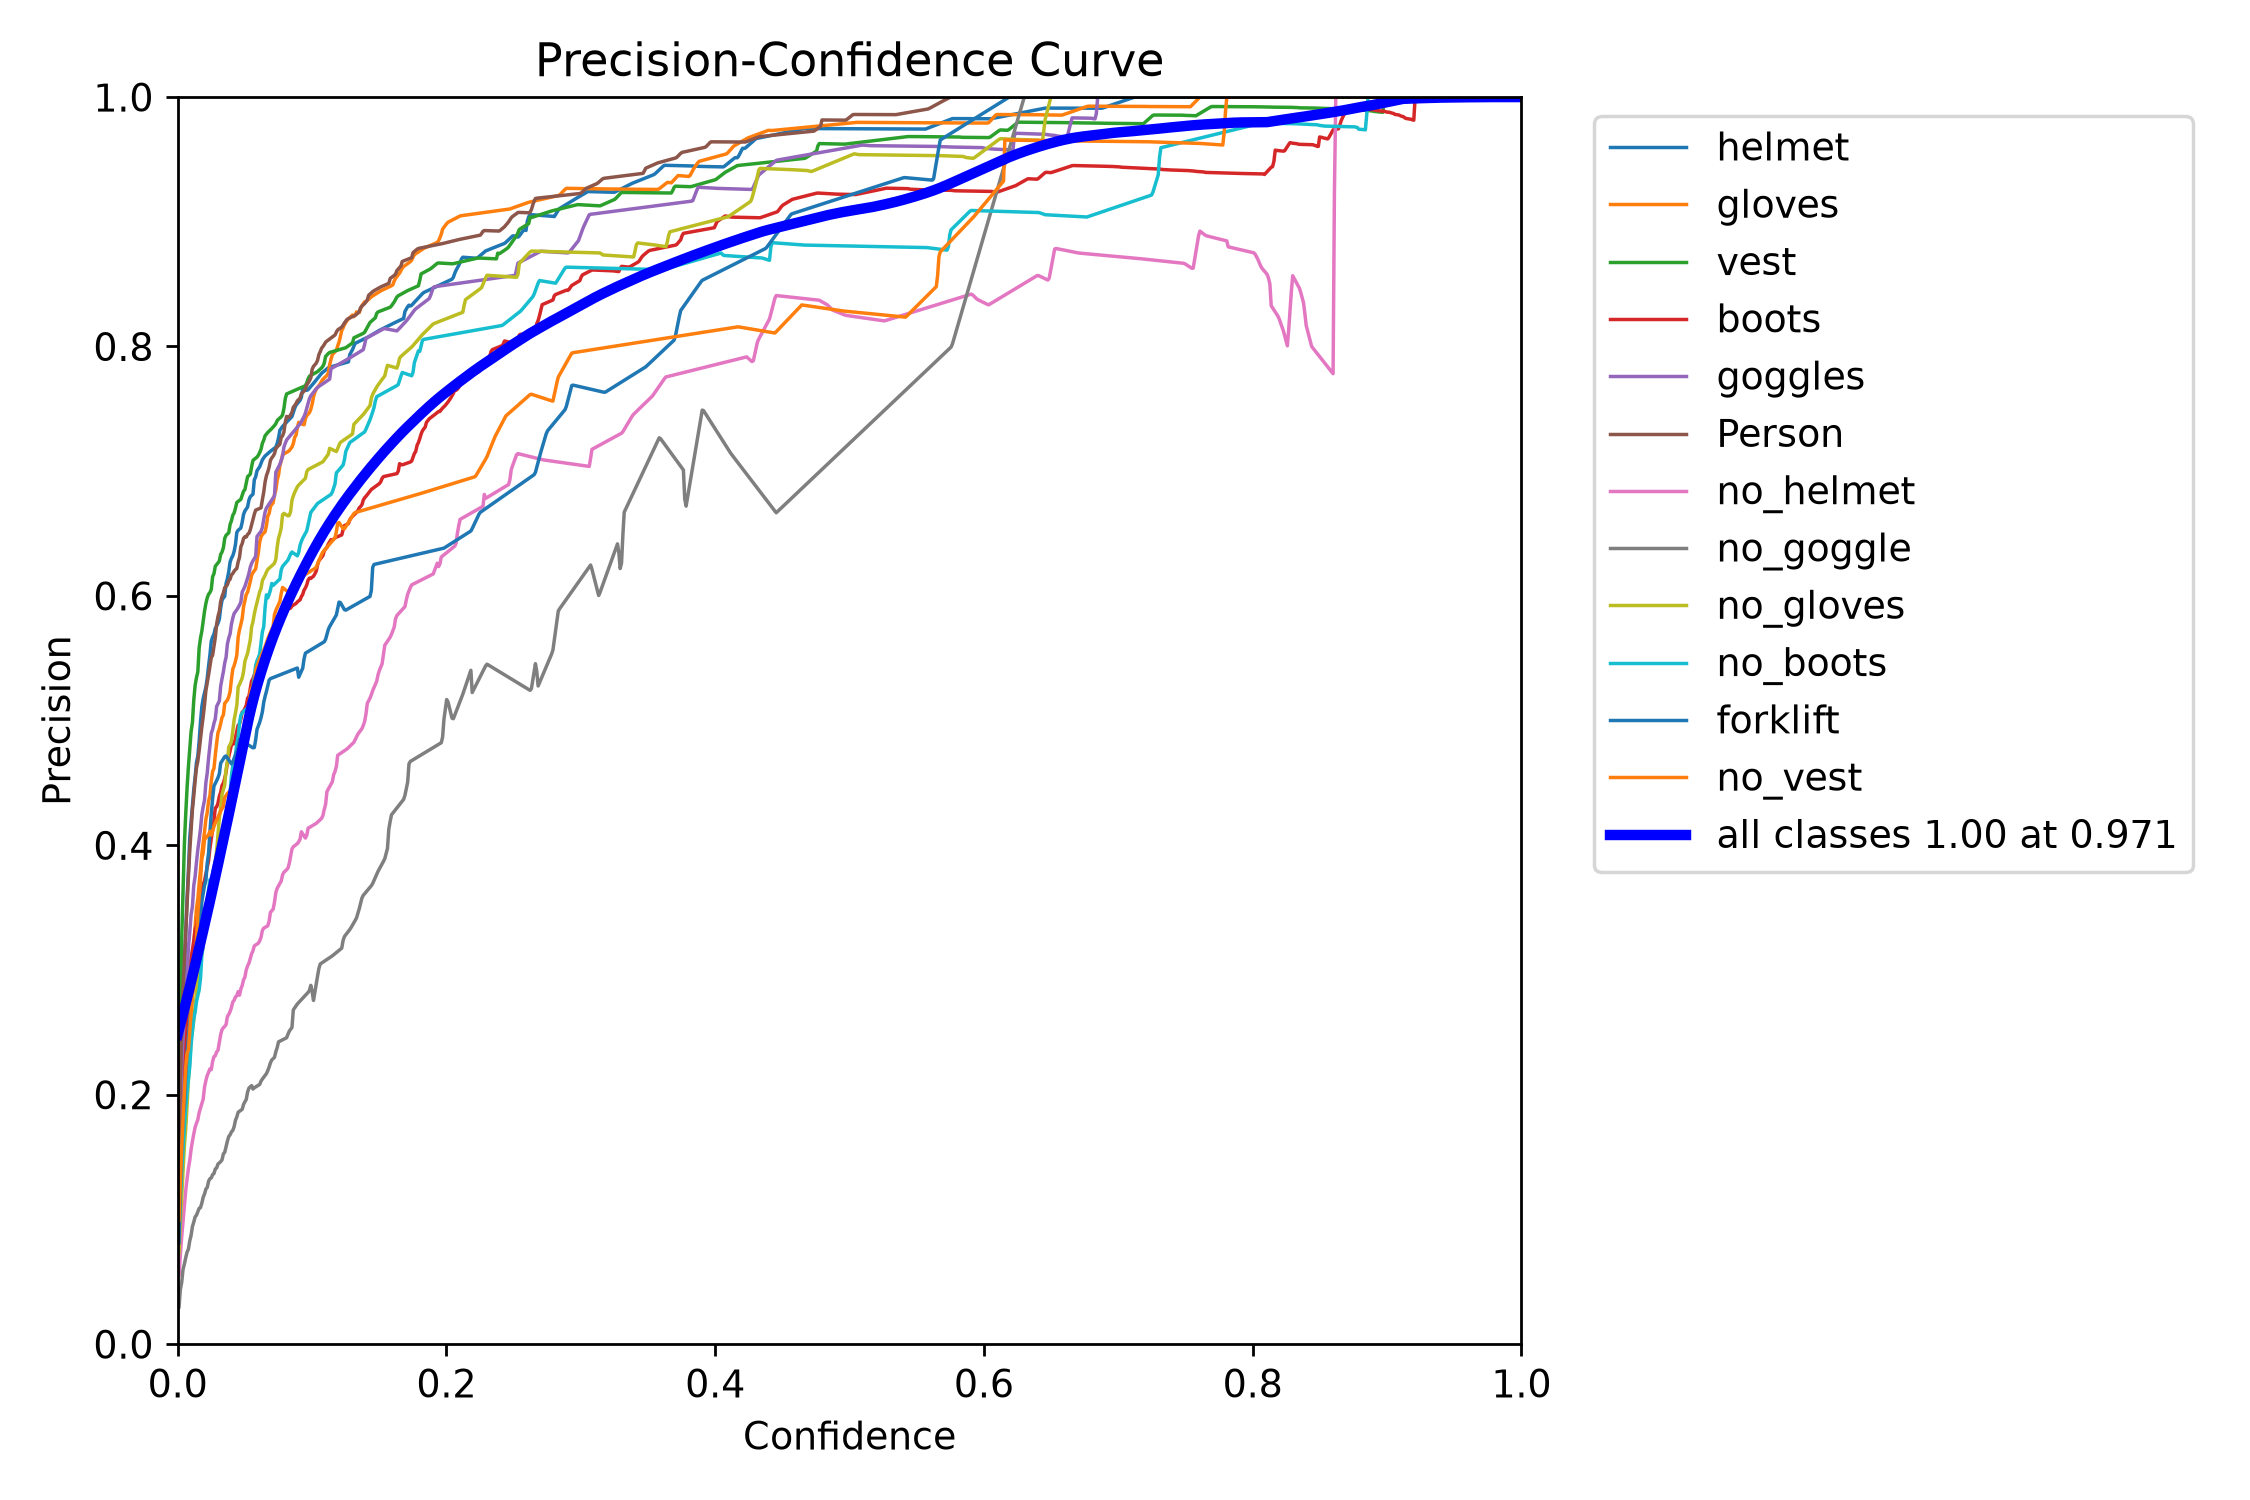 Precision-Confidence Curve
1.0
0.8
0.6
0.4
0.2
0.0
Precision
0.0 0.2 0.4 0.6 0.8 1.0
Confidence
helmet
gloves
vest
boots
goggles
Person
no_helmet
no_goggle
no_gloves
no_boots
forklift
no_vest
all classes 1.00 at 0.971